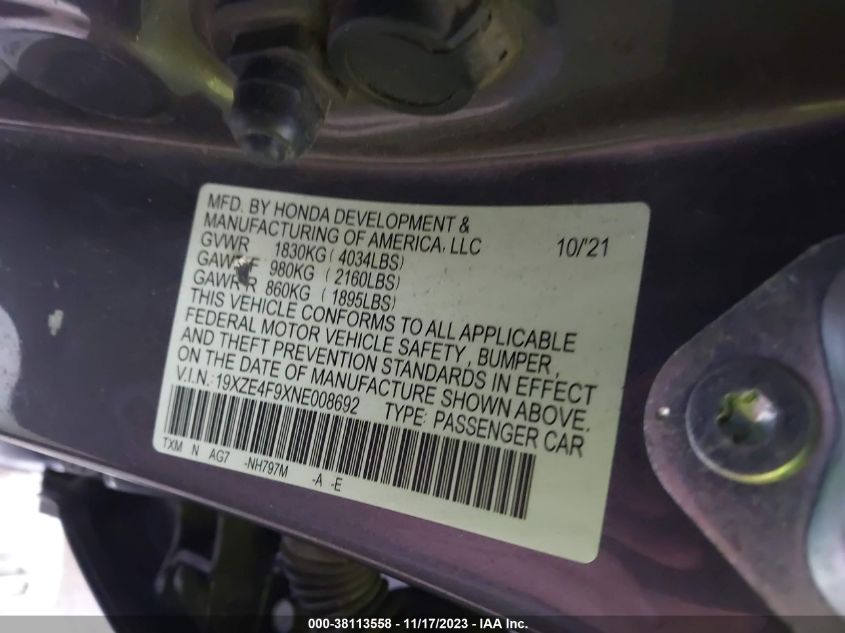 MFD. BY HONDA DEVELOPMENT &
MANUFACTURING OF AMERICA, LLC 10/'21
GVWR 1830KG ( 4034LBS)
GAWR F 980KG ( 2160LBS)
GAWR R 860KG ( 1895LBS)
THIS VEHICLE CONFORMS TO ALL APPLICABLE
FEDERAL MOTOR VEHICLE SAFETY, BUMPER,
AND THEFT PREVENTION STANDARDS IN EFFECT
ON THE DATE OF MANUFACTURE SHOWN ABOVE.
V.I.N.: 19XZE4F9XNE008692 TYPE: PASSENGER CAR
TXM N AG7 -NH797M -A -E
000-38113558 - 11/17/2023 - IAA Inc.